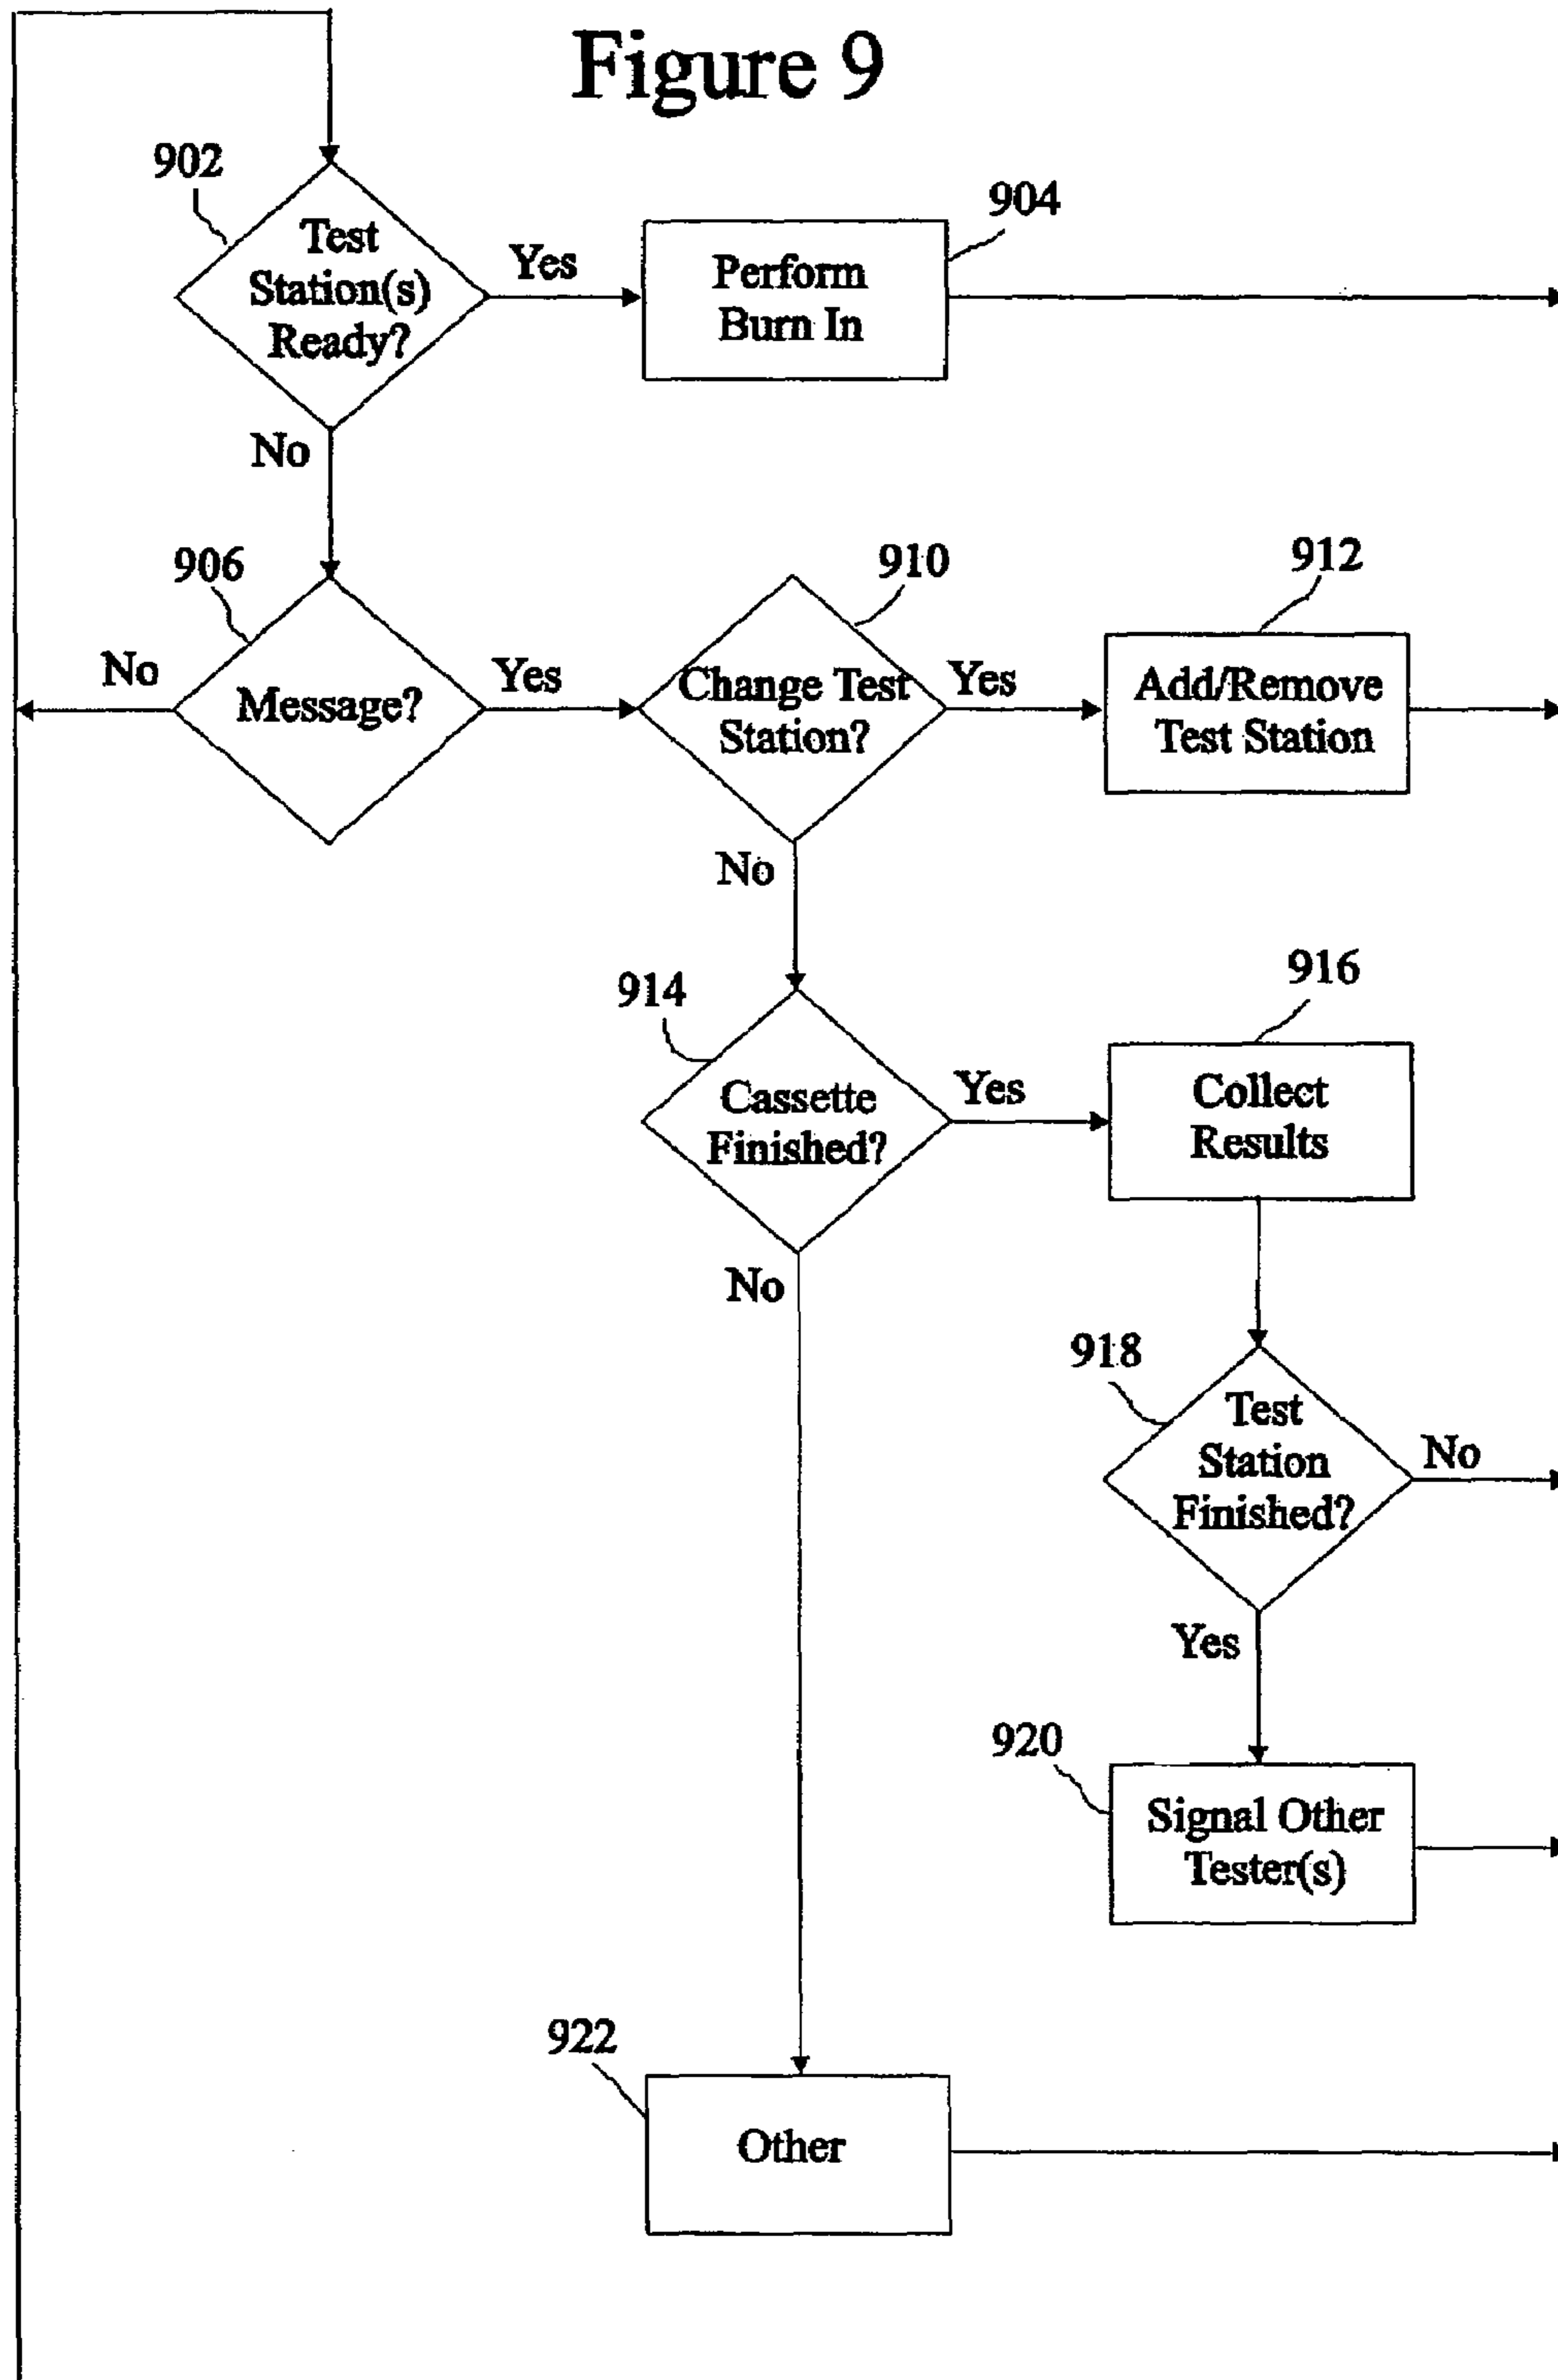 Figure 9
902
Test
Station(s)
Ready?
Yes
904
Perform
Burn In
No
906
Message?
No
Yes
910
Change Test
Station?
Yes
912
Add/Remove
Test Station
No
914
Cassette
Finished?
Yes
916
Collect
Results
No
918
Test
Station
Finished?
No
Yes
920
Signal Other
Tester(s)
922
Other